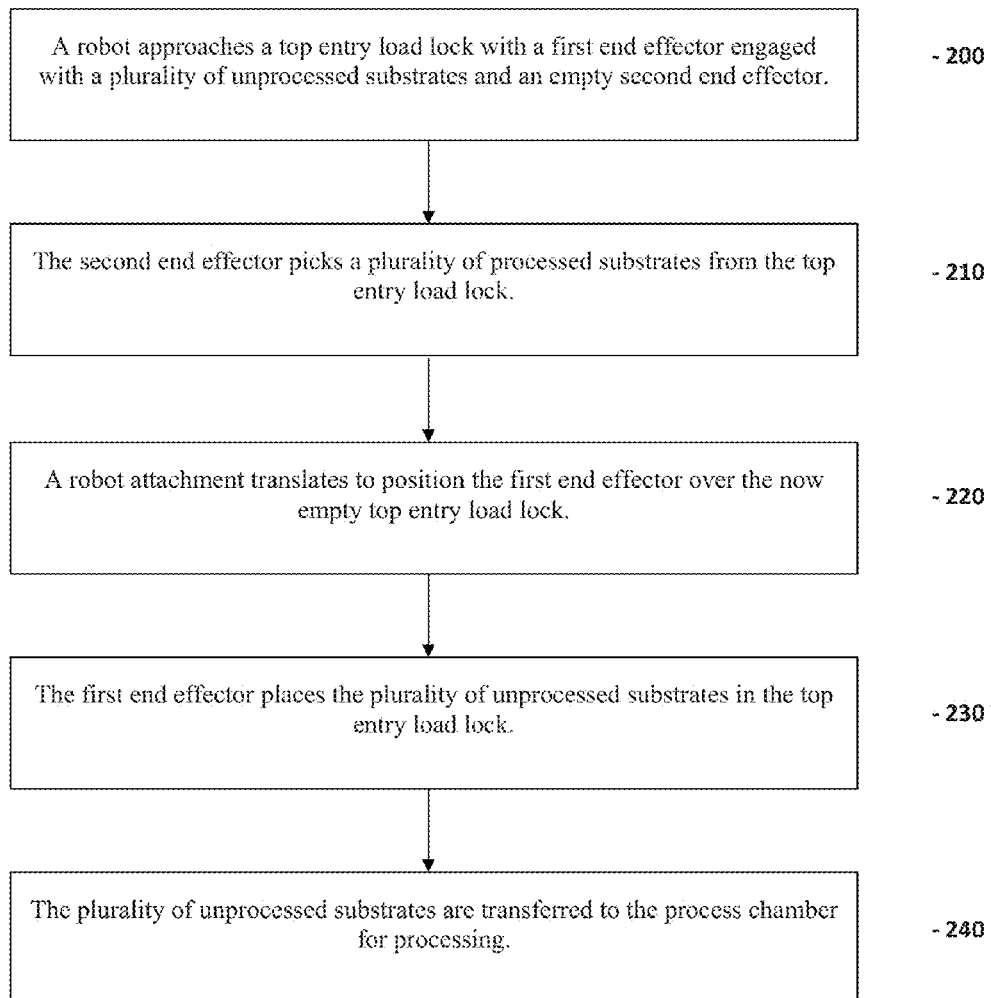 A robot approaches a top entry load lock with a first end effector engaged
with a plurality of unprocessed substrates and an empty second end effector.
- 200
The second end effector picks a plurality of processed substrates from the top
entry load lock.
- 210
A robot attachment translates to position the first end effector over the now
empty top entry load lock.
- 220
The first end effector places the plurality of unprocessed substrates in the top
entry load lock.
- 230
The plurality of unprocessed substrates are transferred to the process chamber
for processing.
- 240